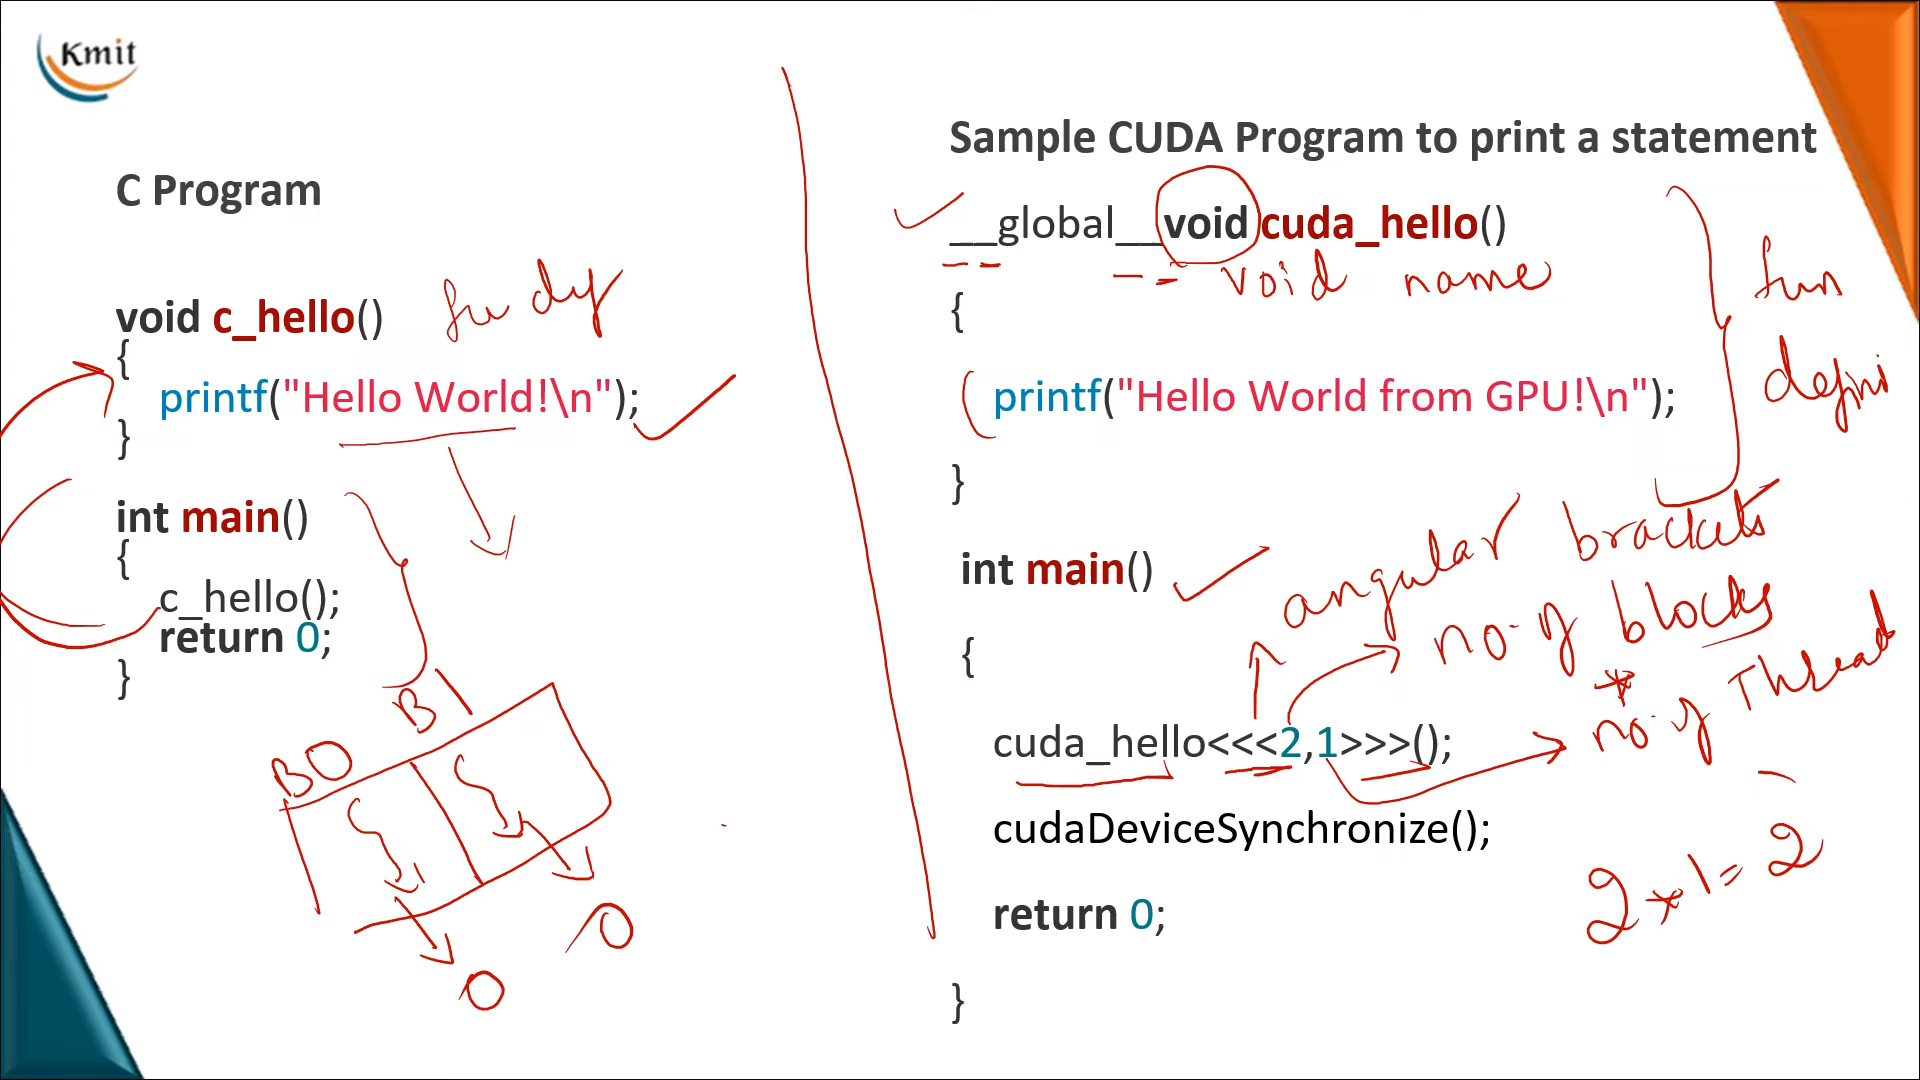 Kmit
C Program
void c_hello()
{
printf("Hello World!\n");
}
int main()
{
c_hello();
return 0;
}
B0
B1
0
0
Sample CUDA Program to print a statement
__global__void cuda_hello()
void name
{
fun
printf("Hello World from GPU!\n");
defini
}
angular brackets
int main()
no. of blocks
*
{
no. of Thread
cuda_hello<<<2,1>>>();
cudaDeviceSynchronize();
2*1=2
return 0;
}